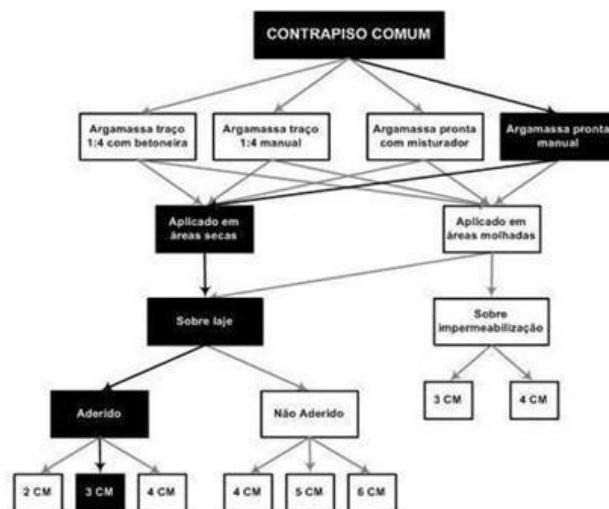 CONTRAPISO COMUM
Argamassa traço
1:4 com betoneira
Argamassa traço
1:4 manual
Argamassa pronta
com misturador
Argamassa pronta
manual
Aplicado em
áreas secas
Aplicado em
áreas molhadas
Sobre laje
Sobre
impermeabilização
3 CM
4 CM
Aderido
Não Aderido
2 CM
3 CM
4 CM
4 CM
5 CM
6 CM